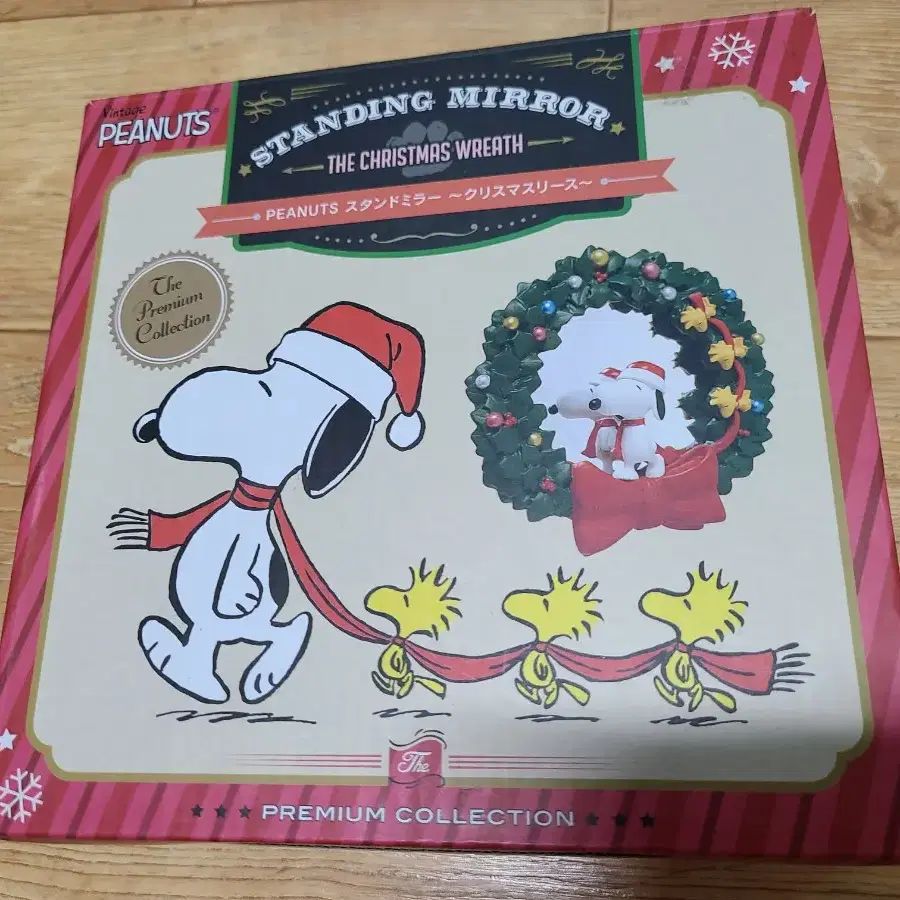 Vintage
PEANUTS
STANDING MIRROR
THE CHRISTMAS WREATH
PEANUTS スタンドミラー 〜クリスマスリース〜
The
Premium
Collection
The
PREMIUM COLLECTION